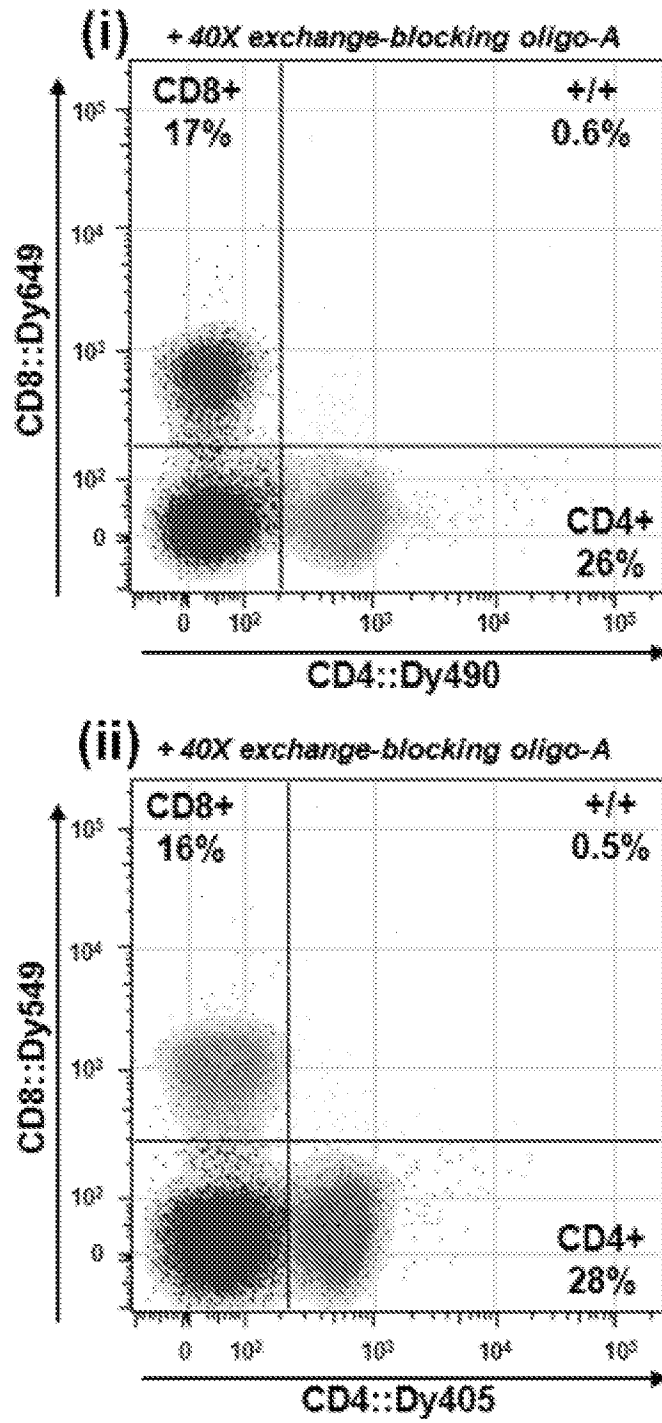 (i) + 40X exchange-blocking oligo-A
CD8+
17%
+/+
0.6%
10⁵
10⁴
10³
10²
0
CD8::Dy649
CD4+
26%
0 10² 10³ 10⁴ 10⁵
CD4::Dy490
(ii) + 40X exchange-blocking oligo-A
CD8+
16%
+/+
0.5%
10⁵
10⁴
10³
10²
0
CD8::Dy549
CD4+
28%
0 10² 10³ 10⁴ 10⁵
CD4::Dy405